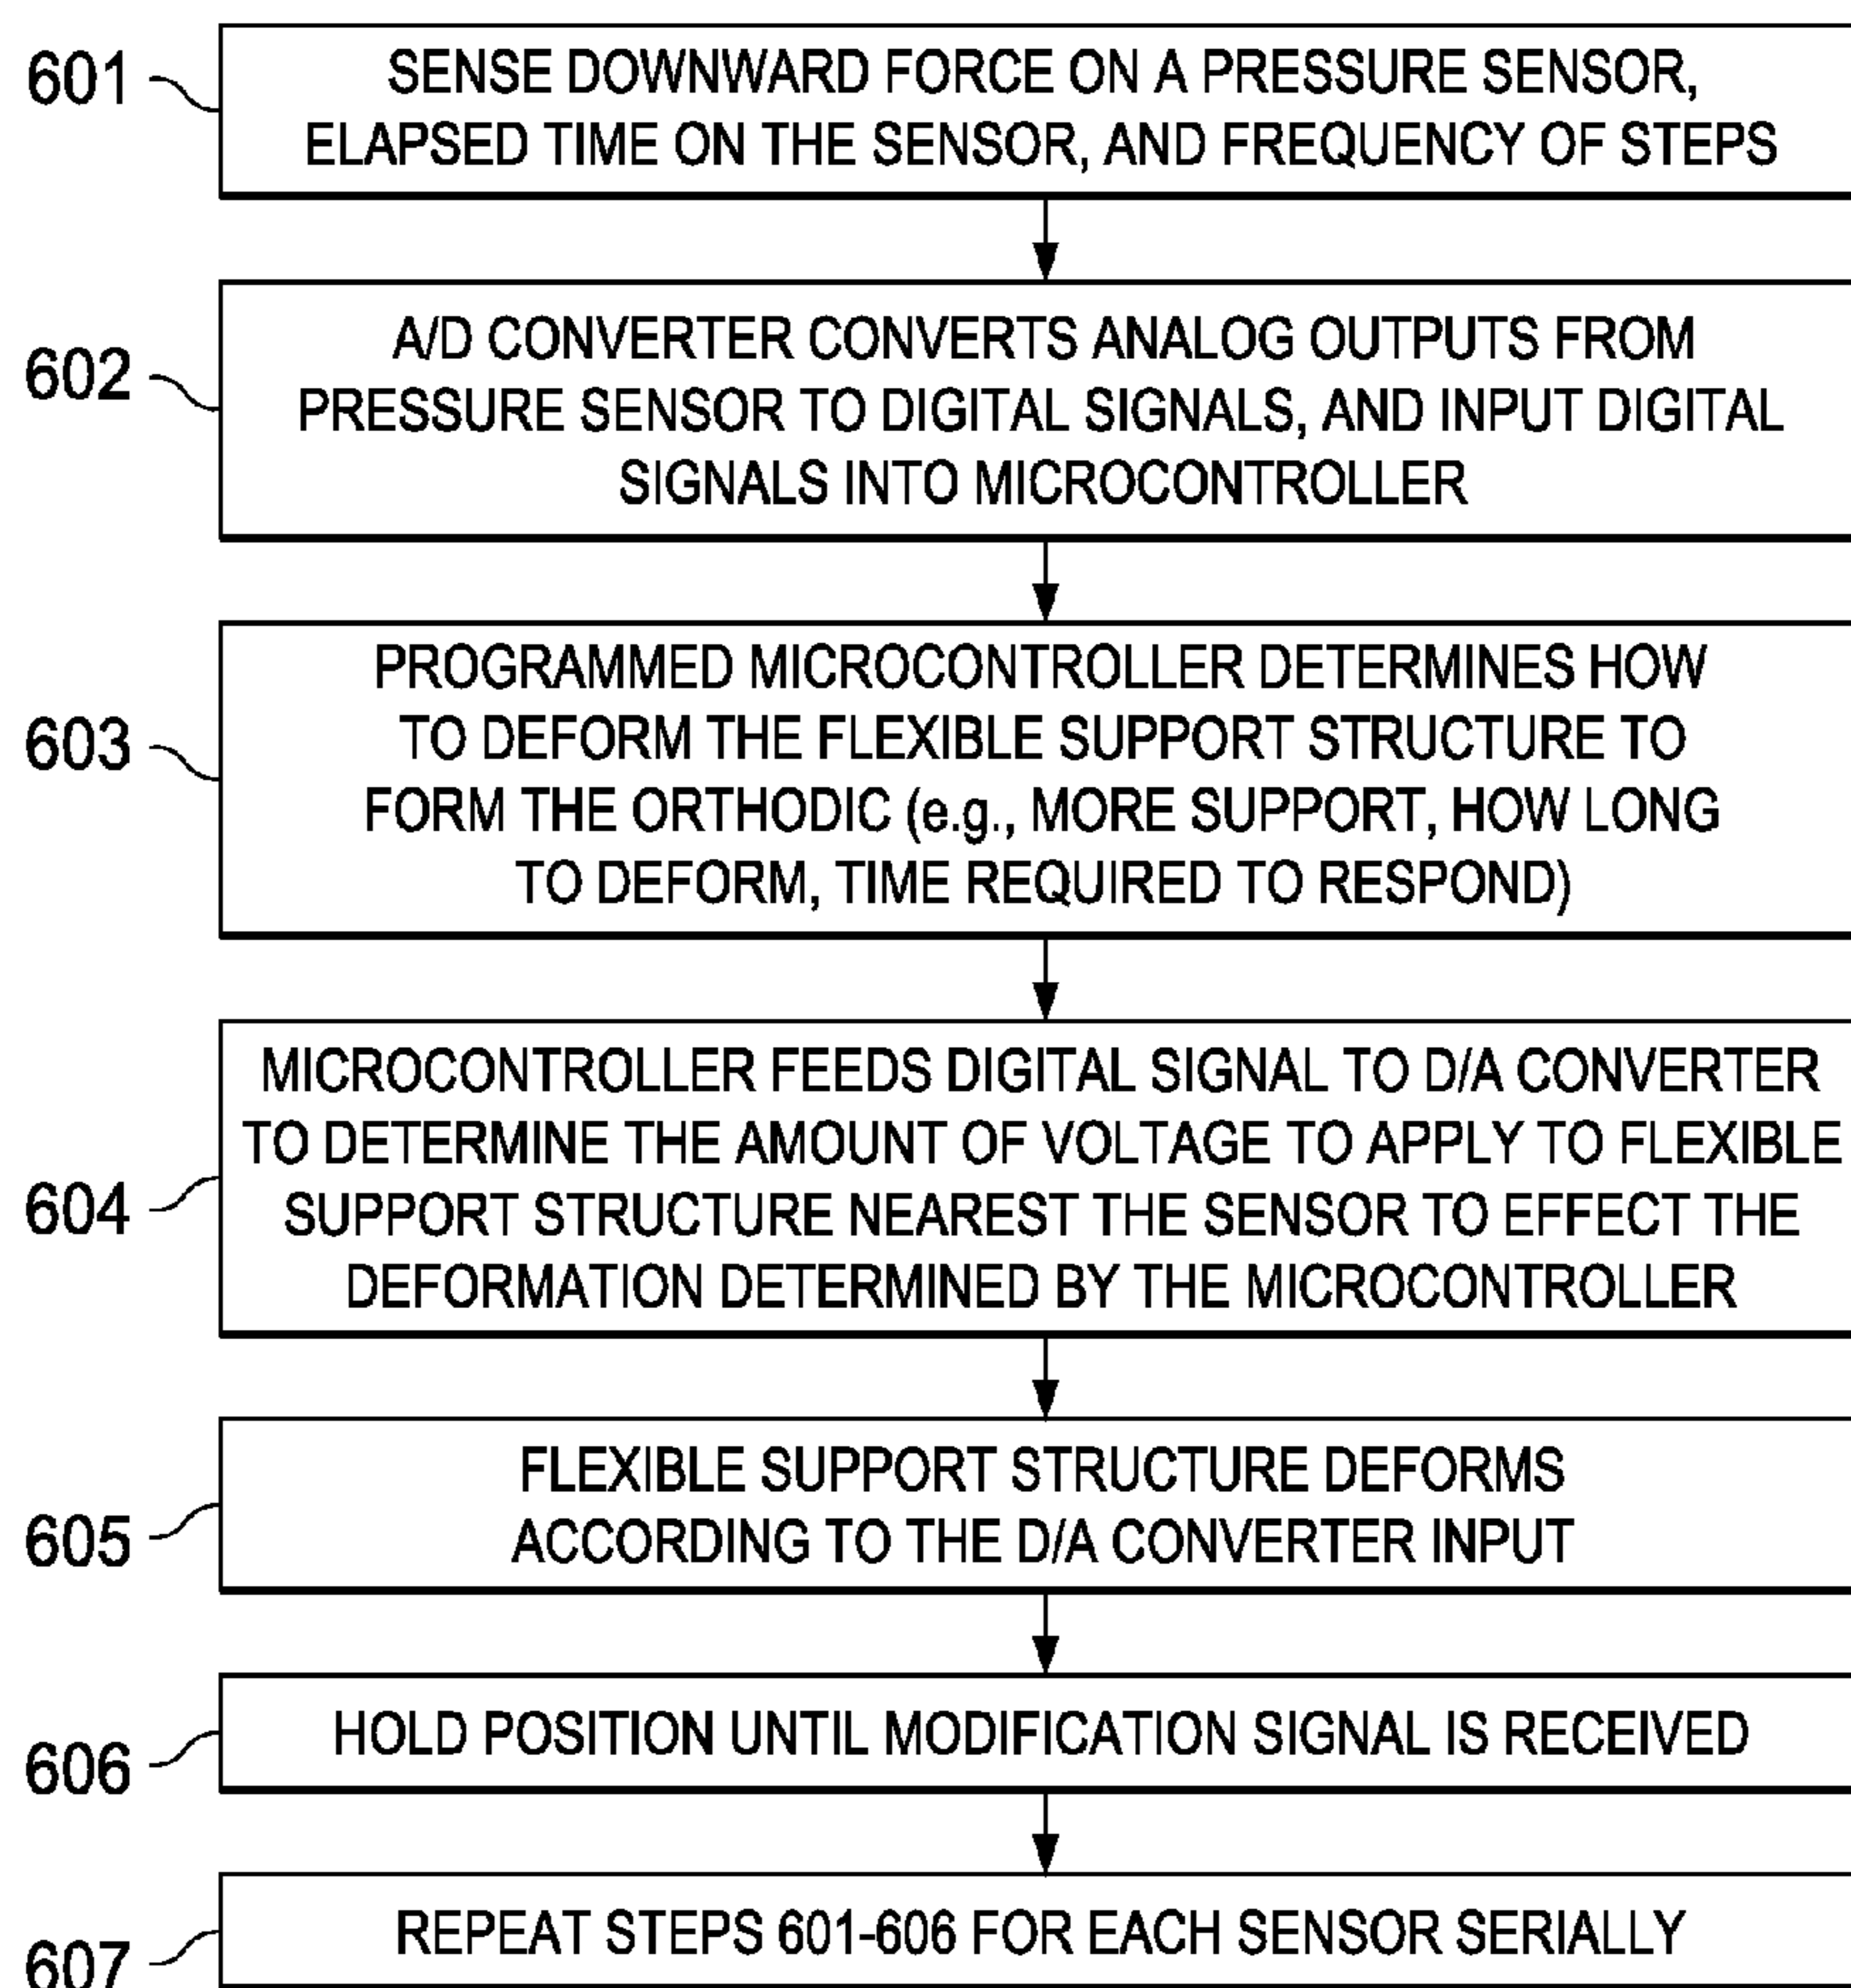 601
SENSE DOWNWARD FORCE ON A PRESSURE SENSOR,
ELAPSED TIME ON THE SENSOR, AND FREQUENCY OF STEPS
602
A/D CONVERTER CONVERTS ANALOG OUTPUTS FROM
PRESSURE SENSOR TO DIGITAL SIGNALS, AND INPUT DIGITAL
SIGNALS INTO MICROCONTROLLER
603
PROGRAMMED MICROCONTROLLER DETERMINES HOW
TO DEFORM THE FLEXIBLE SUPPORT STRUCTURE TO
FORM THE ORTHODIC (e.g., MORE SUPPORT, HOW LONG
TO DEFORM, TIME REQUIRED TO RESPOND)
604
MICROCONTROLLER FEEDS DIGITAL SIGNAL TO D/A CONVERTER
TO DETERMINE THE AMOUNT OF VOLTAGE TO APPLY TO FLEXIBLE
SUPPORT STRUCTURE NEAREST THE SENSOR TO EFFECT THE
DEFORMATION DETERMINED BY THE MICROCONTROLLER
605
FLEXIBLE SUPPORT STRUCTURE DEFORMS
ACCORDING TO THE D/A CONVERTER INPUT
606
HOLD POSITION UNTIL MODIFICATION SIGNAL IS RECEIVED
607
REPEAT STEPS 601-606 FOR EACH SENSOR SERIALLY